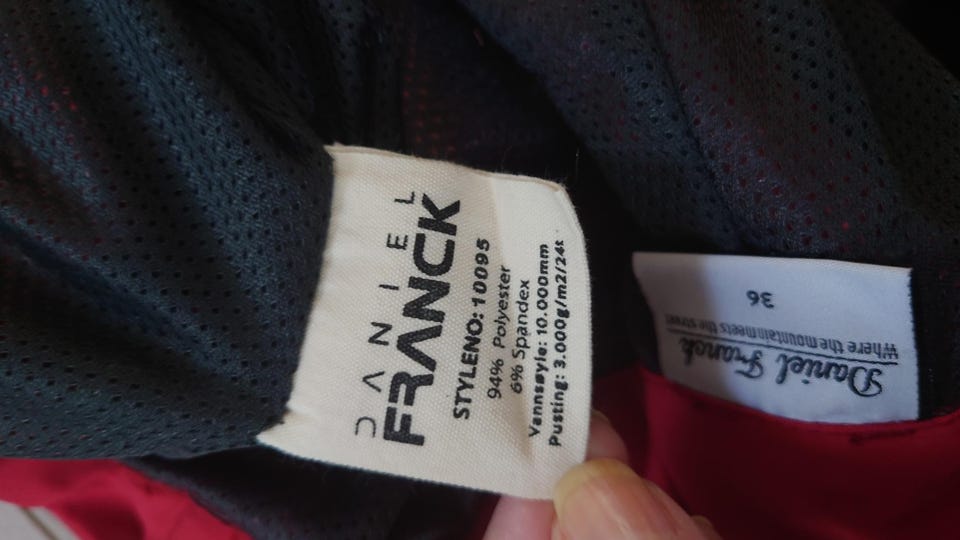 DANIEL
FRANCK
STYLENO: 10095
94% Polyester
6% Spandex
Vannsøyle: 10.000mm
Pusting: 3.000g/m2/24t
Daniel Franck
Where the mountain meets the street
36